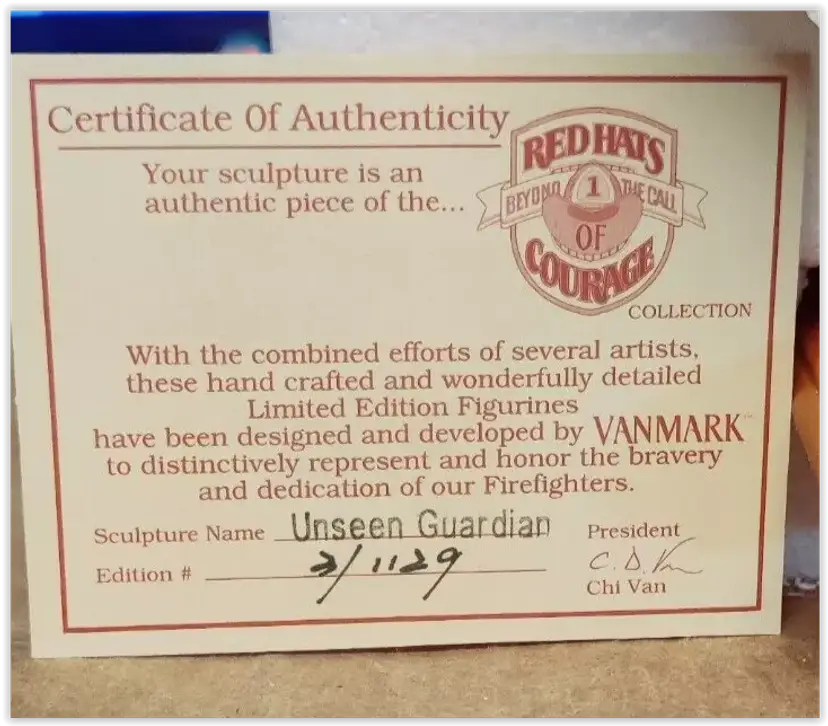 Certificate Of Authenticity
Your sculpture is an
authentic piece of the...
RED HATS
BEYOND 1 THE CALL
OF
COURAGE
COLLECTION
With the combined efforts of several artists,
these hand crafted and wonderfully detailed
Limited Edition Figurines
have been designed and developed by VANMARK™
to distinctively represent and honor the bravery
and dedication of our Firefighters.
Sculpture Name Unseen Guardian President
Edition # 3/1129 C. D. Van
Chi Van